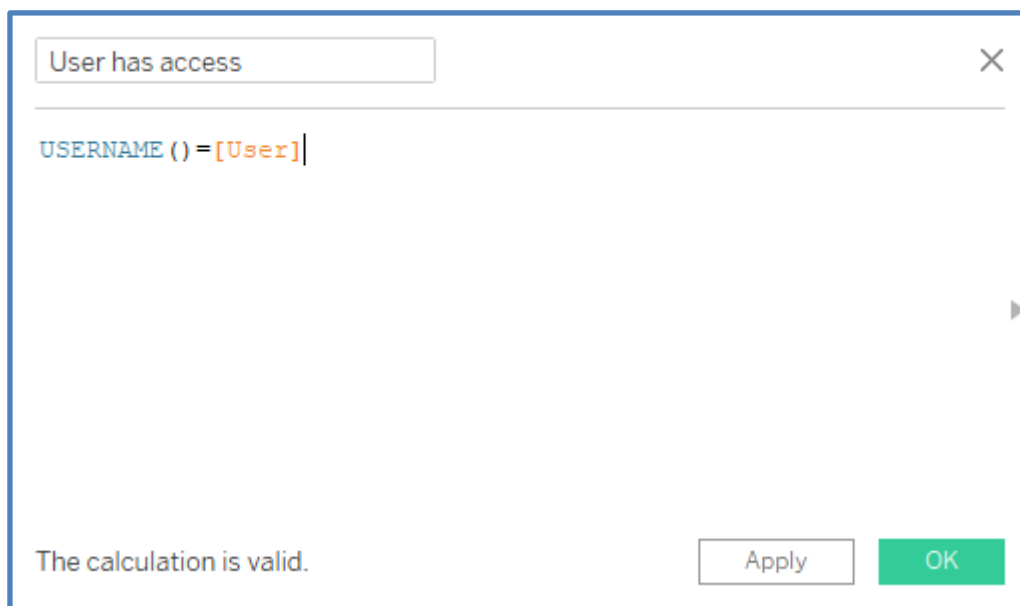 User has access
USERNAME()=[User]
The calculation is valid.
Apply
OK